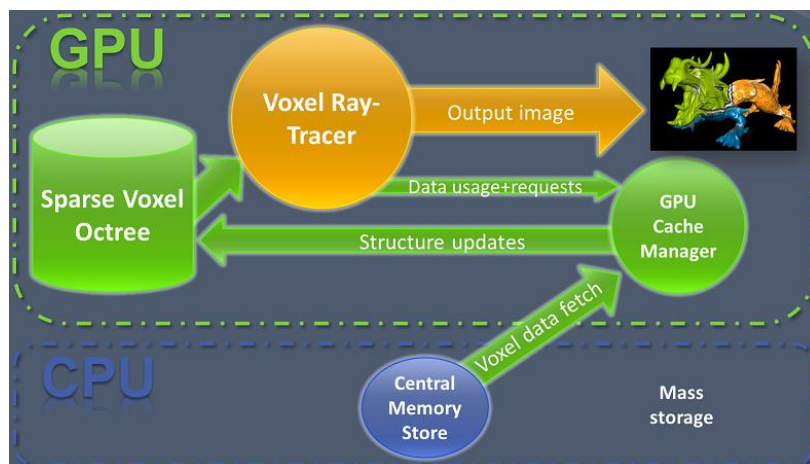 GPU
Voxel Ray-
Tracer
Output image
Sparse Voxel
Octree
Data usage+requests
GPU
Cache
Manager
Structure updates
Voxel data fetch
CPU
Central
Memory
Store
Mass
storage